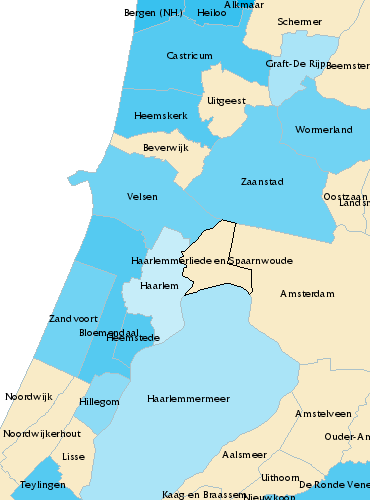 Alkmaar
Bergen (NH.)
Heiloo
Schermer
Castricum
Graft-De Rijp
Beemster
Uitgeest
Heemskerk
Wormerland
Beverwijk
Zaanstad
Velsen
Oostzaan
Landsm
Haarlemmerliede en Spaarnwoude
Haarlem
Amsterdam
Zandvoort
Bloemendaal
Heemstede
Noordwijk
Hillegom
Haarlemmermeer
Amstelveen
Noordwijkerhout
Ouder-Am
Lisse
Aalsmeer
Uithoorn
Teylingen
De Ronde Vene
Kaag en Braassem
Nieuwkoop